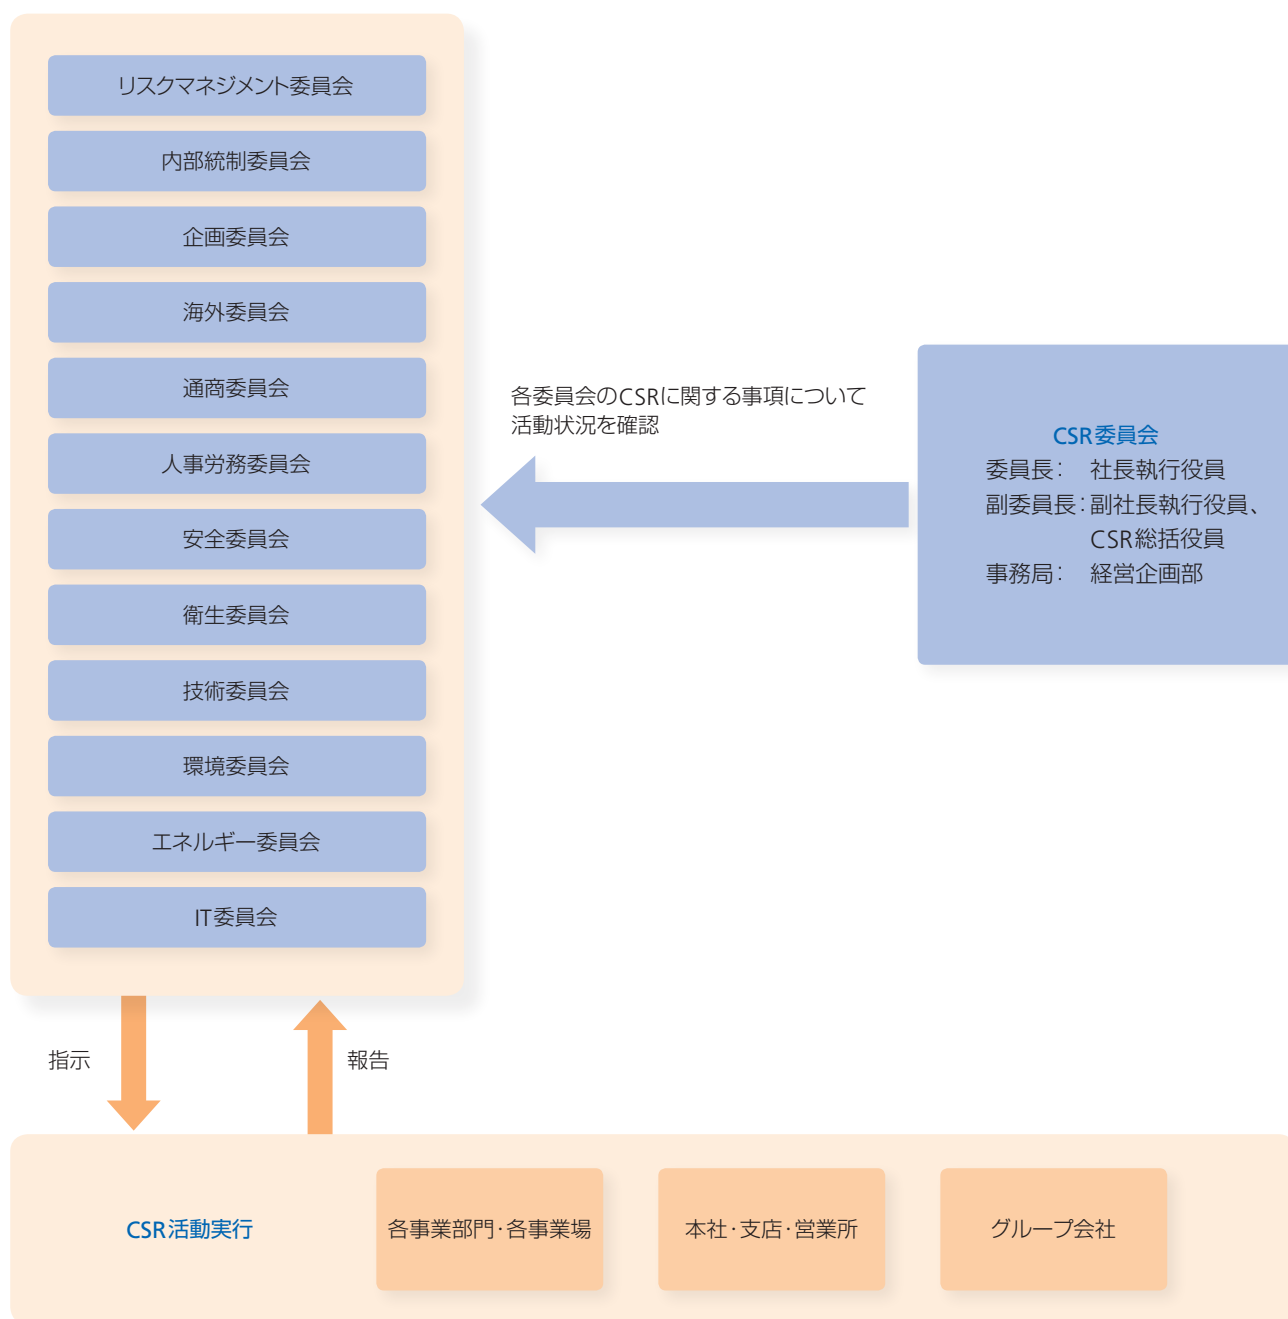 リスクマネジメント委員会
内部統制委員会
企画委員会
海外委員会
通商委員会
人事労務委員会
安全委員会
衛生委員会
技術委員会
環境委員会
エネルギー委員会
IT委員会
各委員会のCSRに関する事項について
活動状況を確認
CSR委員会
委員長： 社長執行役員
副委員長：副社長執行役員、
CSR総括役員
事務局： 経営企画部
指示
報告
CSR活動実行
各事業部門・各事業場
本社・支店・営業所
グループ会社